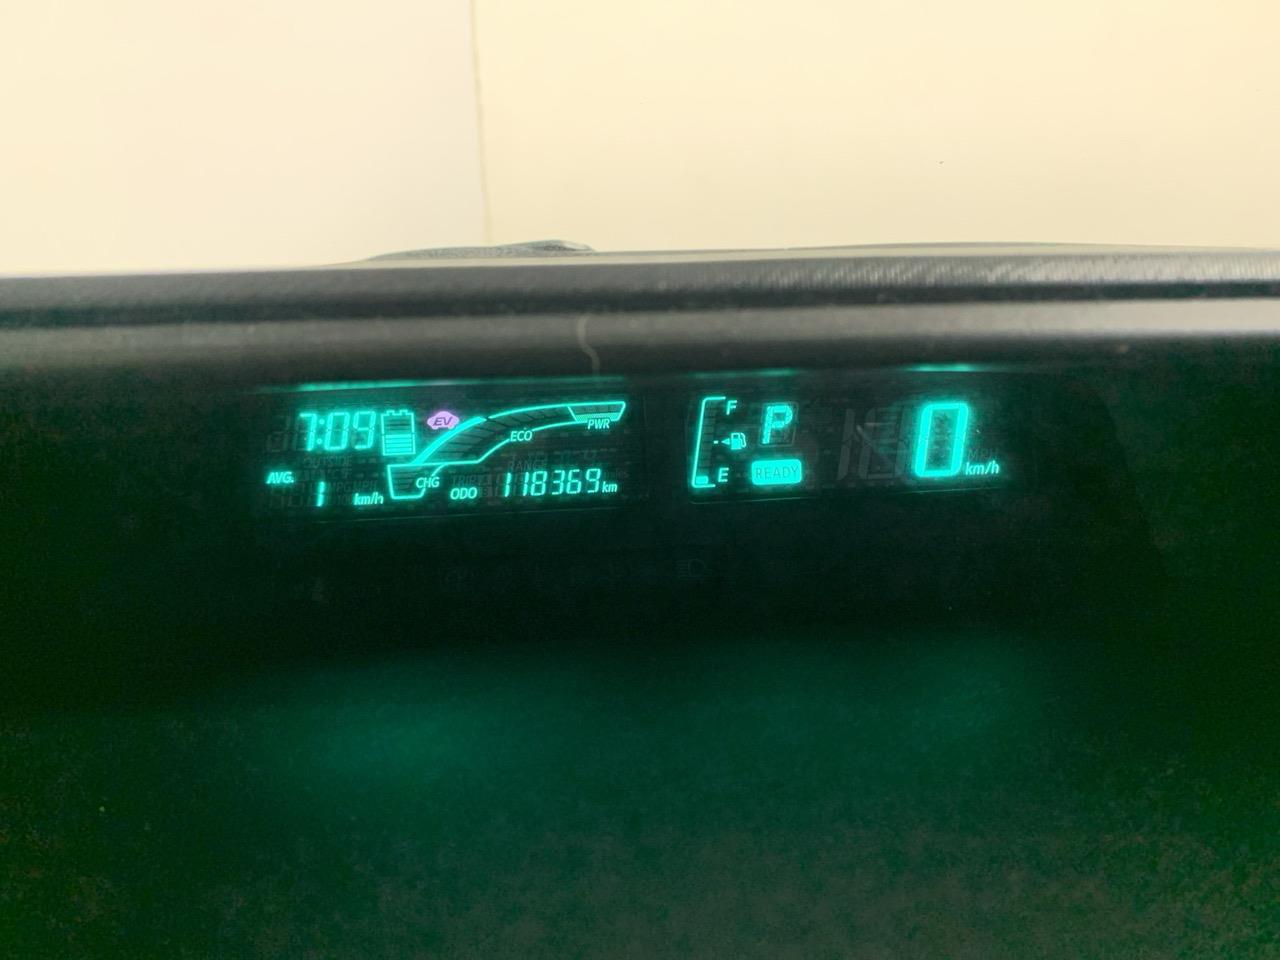 7:09 EV
PWR
ECO
AVG. CHG
1 km/h ODO 118369 km
F
P
E READY
0 km/h